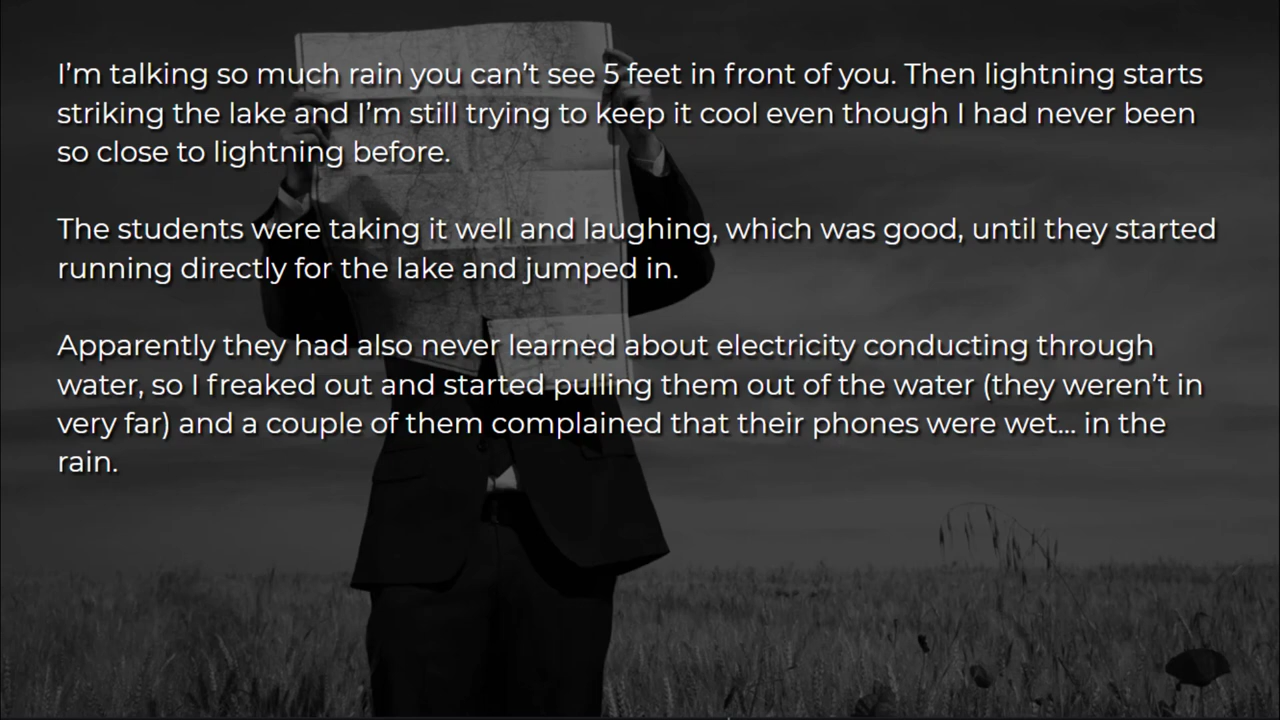 I’m talking so much rain you can’t see 5 feet in front of you. Then lightning starts
striking the lake and I’m still trying to keep it cool even though I had never been
so close to lightning before.
The students were taking it well and laughing, which was good, until they started
running directly for the lake and jumped in.
Apparently they had also never learned about electricity conducting through
water, so I freaked out and started pulling them out of the water (they weren’t in
very far) and a couple of them complained that their phones were wet... in the
rain.